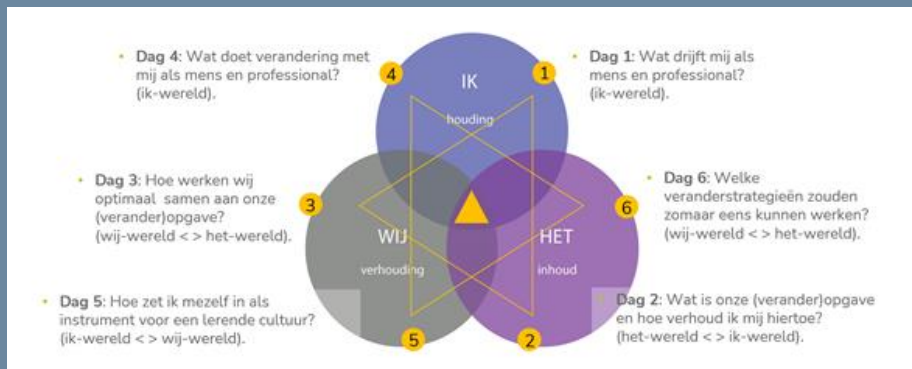 • Dag 4: Wat doet verandering met
mij als mens en professional?
(ik-wereld).
• Dag 1: Wat drijft mij als
mens en professional?
(ik-wereld).
4
1
IK
houding
• Dag 3: Hoe werken wij
optimaal samen aan onze
(verander)opgave?
(wij-wereld < > het-wereld).
• Dag 6: Welke
veranderstrategieën zouden
zomaar eens kunnen werken?
(wij-wereld < > het-wereld).
3
6
WIJ
verhouding
HET
inhoud
• Dag 5: Hoe zet ik mezelf in als
instrument voor een lerende cultuur?
(ik-wereld < > wij-wereld).
• Dag 2: Wat is onze (verander)opgave
en hoe verhoud ik mij hiertoe?
(het-wereld < > ik-wereld).
5
2